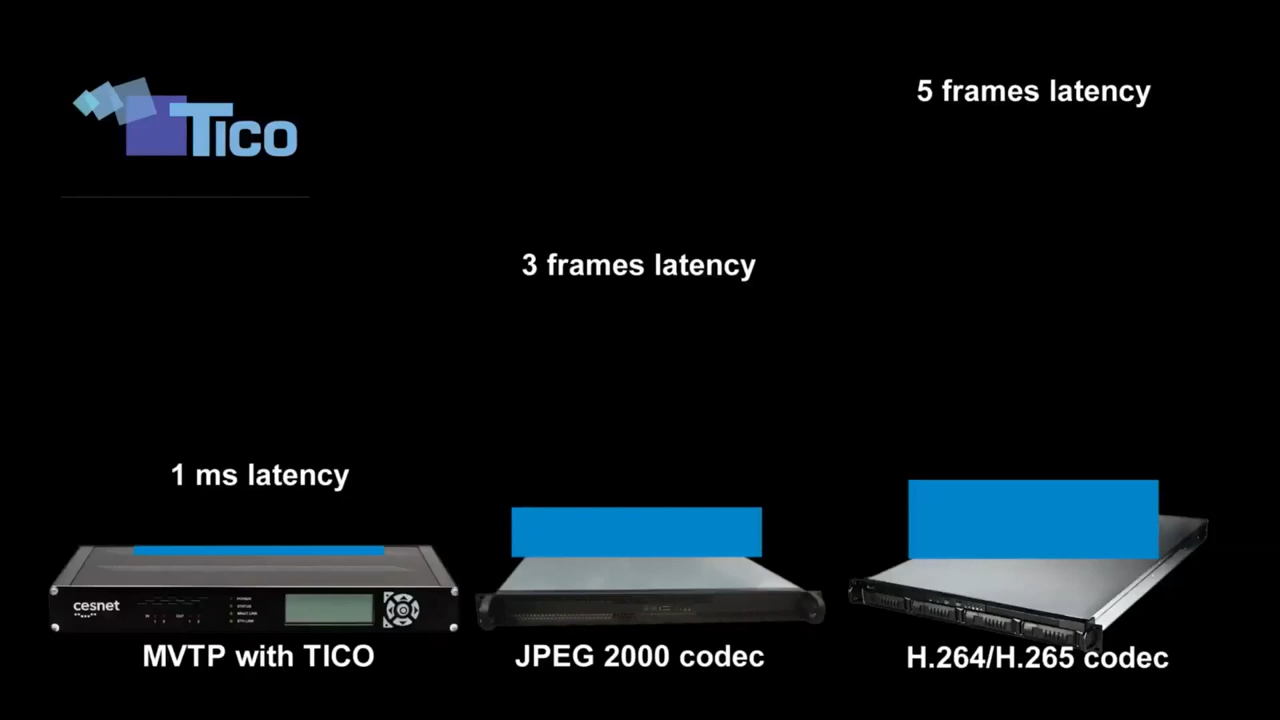 TICO
5 frames latency
3 frames latency
1 ms latency
cesnet
MVTP with TICO
JPEG 2000 codec
H.264/H.265 codec